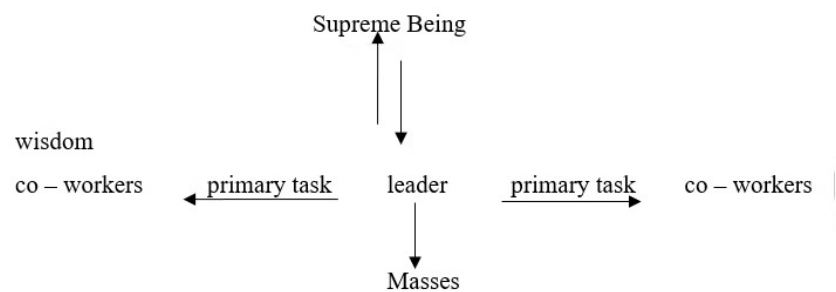 Supreme Being
wisdom
co – workers primary task leader primary task co – workers
Masses